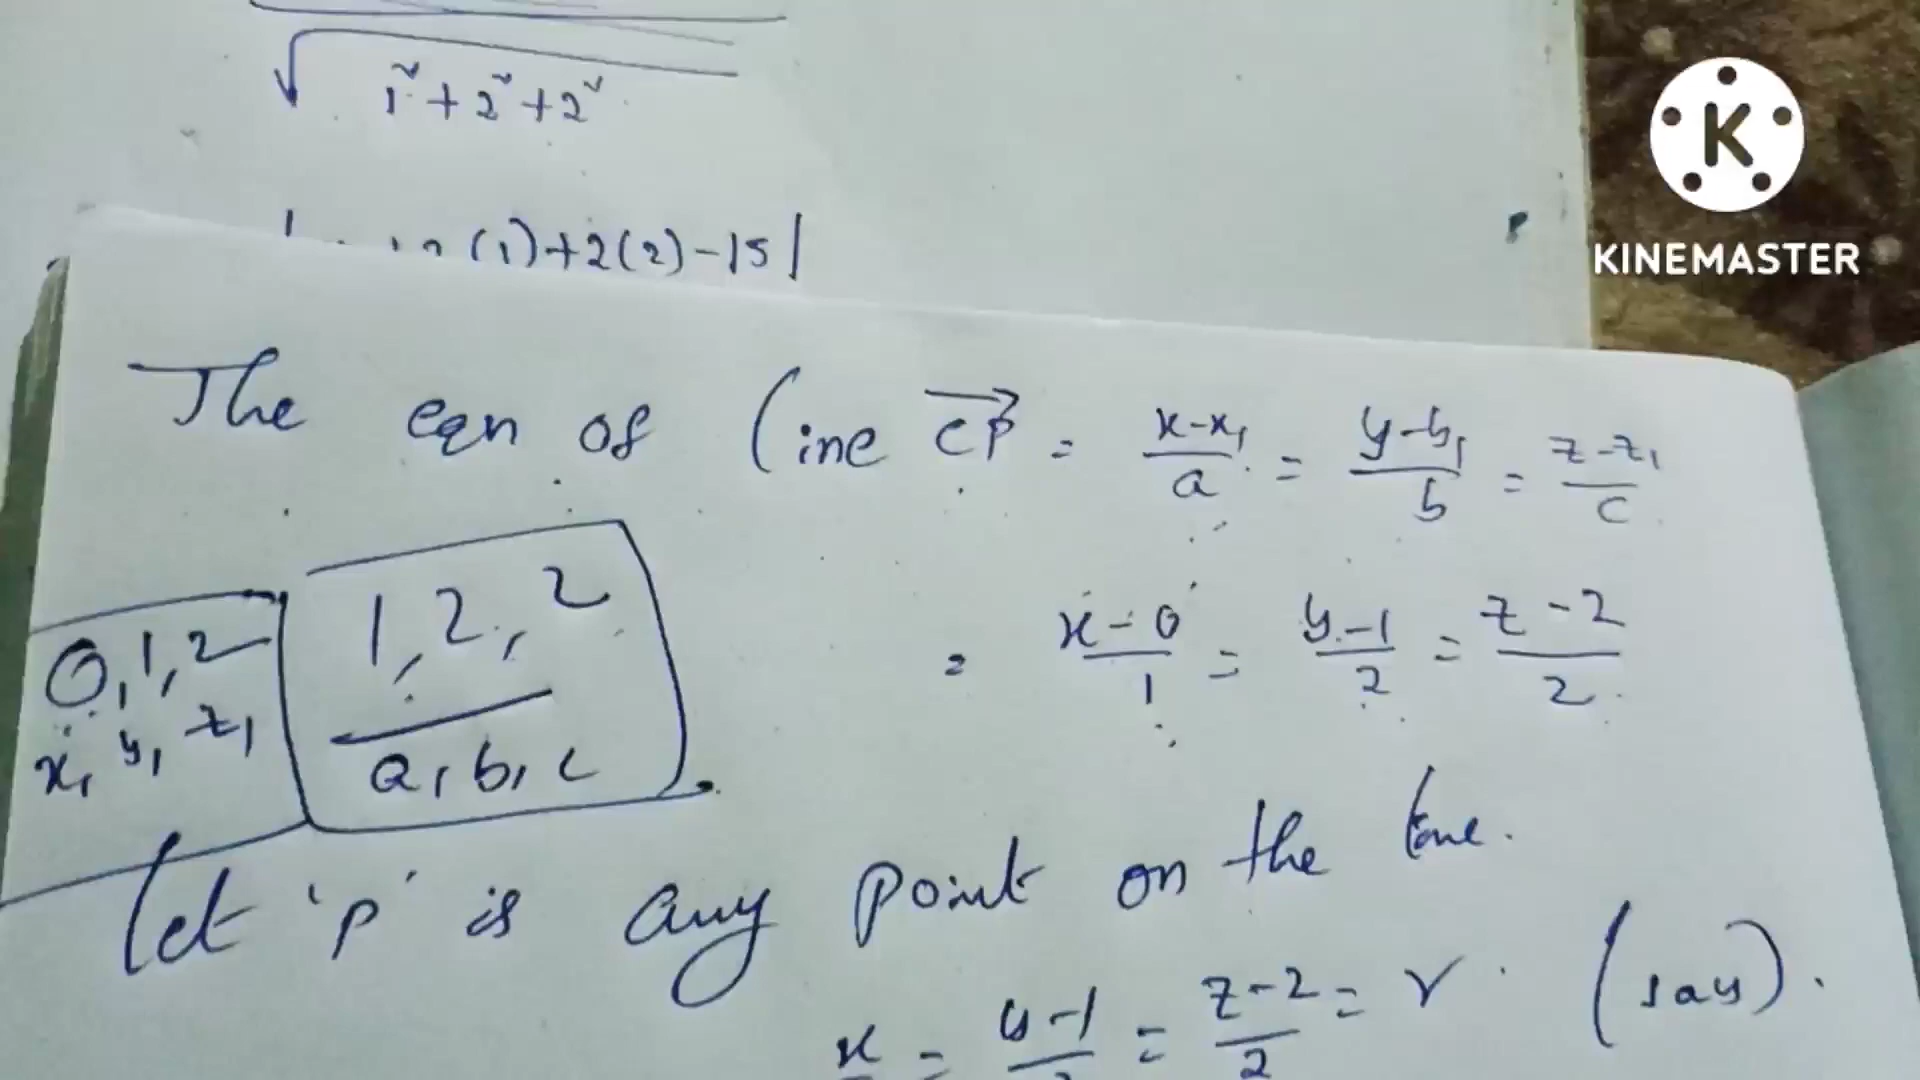 √1²+2²+2²
(1)+2(2)-15|
The eqn of line CP = x-x₁/a = y-y₁/b = z-z₁/c
= x-0/1 = y-1/2 = z-2/2
0,1,2
x₁ y₁, z₁
1,2,2
a,b,c
Let 'p' is any point on the line.
x = y-1 = z-2/2 = r (say).
K
KINEMASTER